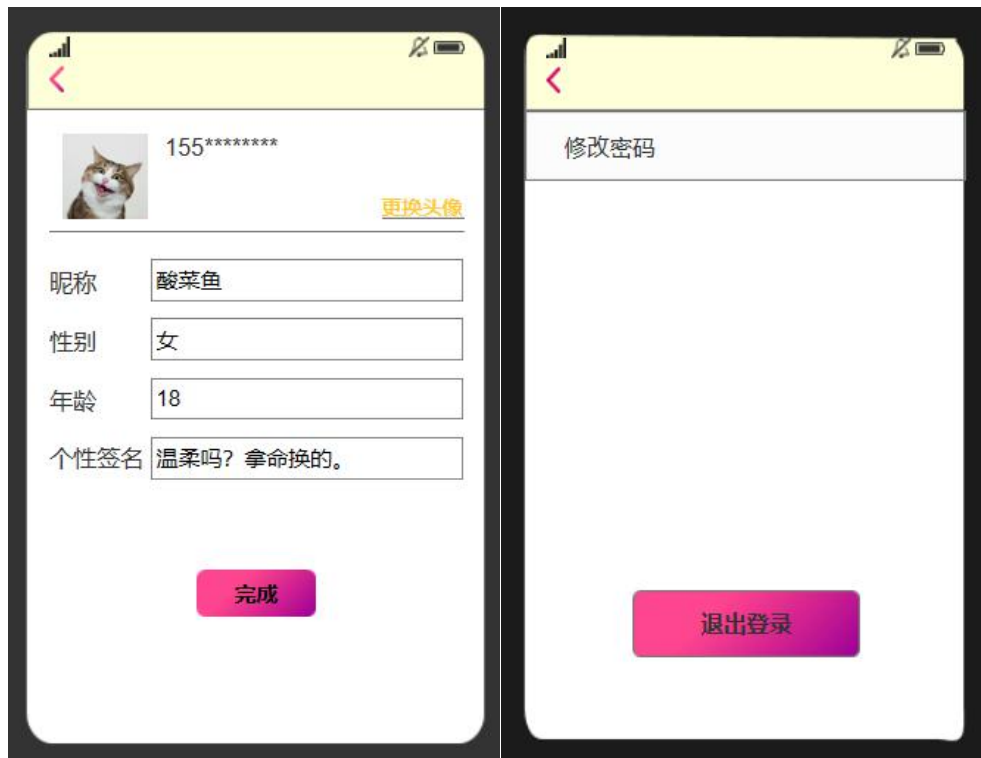 155********
更换头像
昵称 酸菜鱼
性别 女
年龄 18
个性签名 温柔吗？拿命换的。
完成
修改密码
退出登录